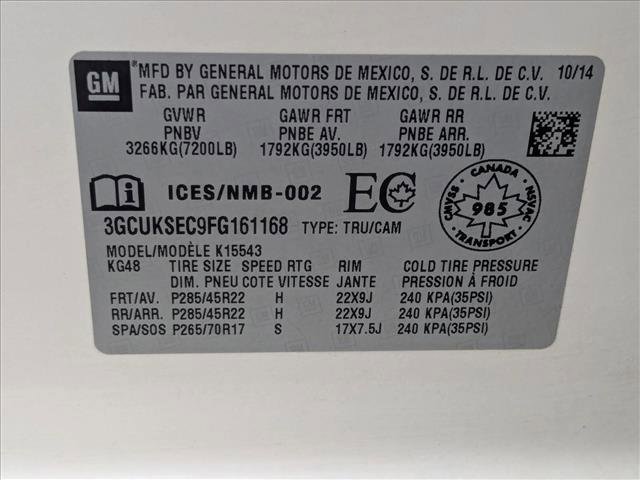 GM
*MFD BY GENERAL MOTORS DE MEXICO, S. DE R.L. DE C.V. 10/14
FAB. PAR GENERAL MOTORS DE MEXICO, S. DE R.L. DE C.V.
GVWR GAWR FRT GAWR RR
PNBV PNBE AV. PNBE ARR.
3266KG(7200LB) 1792KG(3950LB) 1792KG(3950LB)
ICES/NMB-002 EC
CANADA
CMVSS 985 NSVAC
TRANSPORT
3GCUKSEC9FG161168 TYPE: TRU/CAM
MODEL/MODÈLE K15543
KG48 TIRE SIZE SPEED RTG RIM COLD TIRE PRESSURE
DIM. PNEU COTE VITESSE JANTE PRESSION À FROID
FRT/AV. P285/45R22 H 22X9J 240 KPA(35PSI)
RR/ARR. P285/45R22 H 22X9J 240 KPA(35PSI)
SPA/SOS P265/70R17 S 17X7.5J 240 KPA(35PSI)